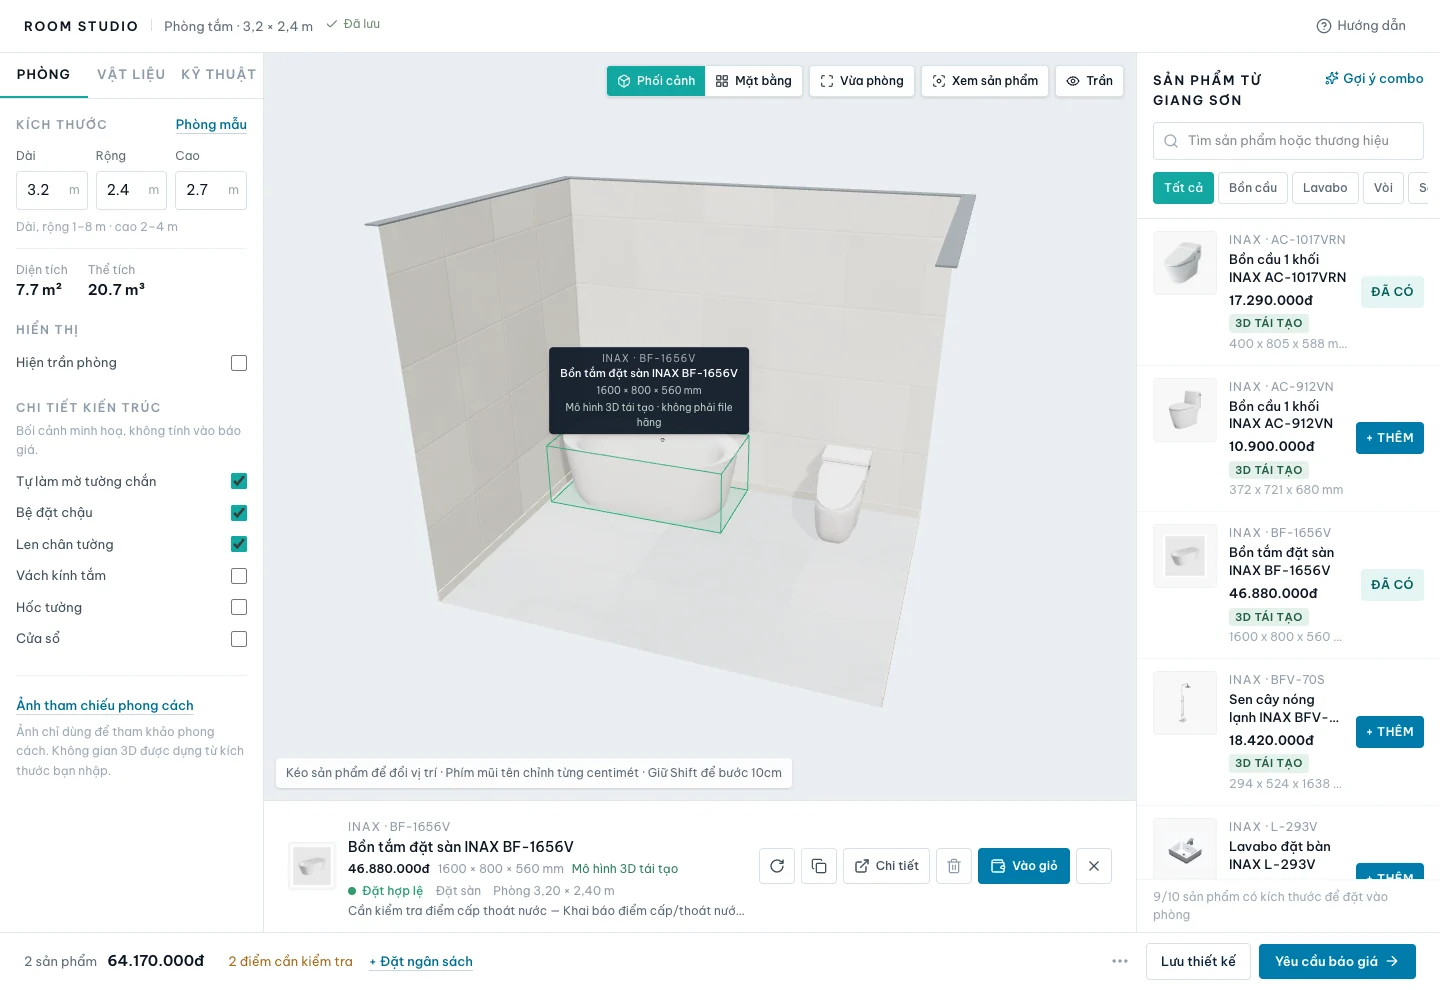 ROOM STUDIO
Phòng tắm · 3,2 × 2,4 m
Đã lưu
Hướng dẫn
PHÒNG
VẬT LIỆU
KỸ THUẬT
KÍCH THƯỚC
Phòng mẫu
Dài
Rộng
Cao
3.2 m
2.4 m
2.7 m
Dài, rộng 1–8 m · cao 2–4 m
Diện tích
Thể tích
7.7 m²
20.7 m³
HIỂN THỊ
Hiện trần phòng
CHI TIẾT KIẾN TRÚC
Bối cảnh minh hoạ, không tính vào báo
giá.
Tự làm mờ tường chắn
Bệ đặt chậu
Len chân tường
Vách kính tắm
Hốc tường
Cửa sổ
Ảnh tham chiếu phong cách
Ảnh chỉ dùng để tham khảo phong
cách. Không gian 3D được dựng từ kích
thước bạn nhập.
Phối cảnh
Mặt bằng
Vừa phòng
Xem sản phẩm
Trần
INAX · BF-1656V
Bồn tắm đặt sàn INAX BF-1656V
1600 × 800 × 560 mm
Mô hình 3D tái tạo · không phải file
hãng
Kéo sản phẩm để đổi vị trí · Phím mũi tên chỉnh từng centimét · Giữ Shift để bước 10cm
INAX · BF-1656V
Bồn tắm đặt sàn INAX BF-1656V
46.880.000đ 1600 × 800 × 560 mm Mô hình 3D tái tạo
Đặt hợp lệ Đặt sàn Phòng 3,20 × 2,40 m
Cần kiểm tra điểm cấp thoát nước — Khai báo điểm cấp/thoát nướ...
Chi tiết
Vào giỏ
SẢN PHẨM TỪ
GIANG SƠN
Gợi ý combo
Tìm sản phẩm hoặc thương hiệu
Tất cả
Bồn cầu
Lavabo
Vòi
INAX · AC-1017VRN
Bồn cầu 1 khối
INAX AC-1017VRN
17.290.000đ
3D TÁI TẠO
400 x 805 x 588 m...
ĐÃ CÓ
INAX · AC-912VN
Bồn cầu 1 khối
INAX AC-912VN
10.900.000đ
3D TÁI TẠO
372 x 721 x 680 mm
+ THÊM
INAX · BF-1656V
Bồn tắm đặt sàn
INAX BF-1656V
46.880.000đ
3D TÁI TẠO
1600 x 800 x 560 ...
ĐÃ CÓ
INAX · BFV-70S
Sen cây nóng
lạnh INAX BFV-...
18.420.000đ
3D TÁI TẠO
294 x 524 x 1638 ...
+ THÊM
INAX · L-293V
Lavabo đặt bàn
INAX L-293V
+ THÊM
9/10 sản phẩm có kích thước để đặt vào
phòng
2 sản phẩm 64.170.000đ
2 điểm cần kiểm tra
+ Đặt ngân sách
Lưu thiết kế
Yêu cầu báo giá